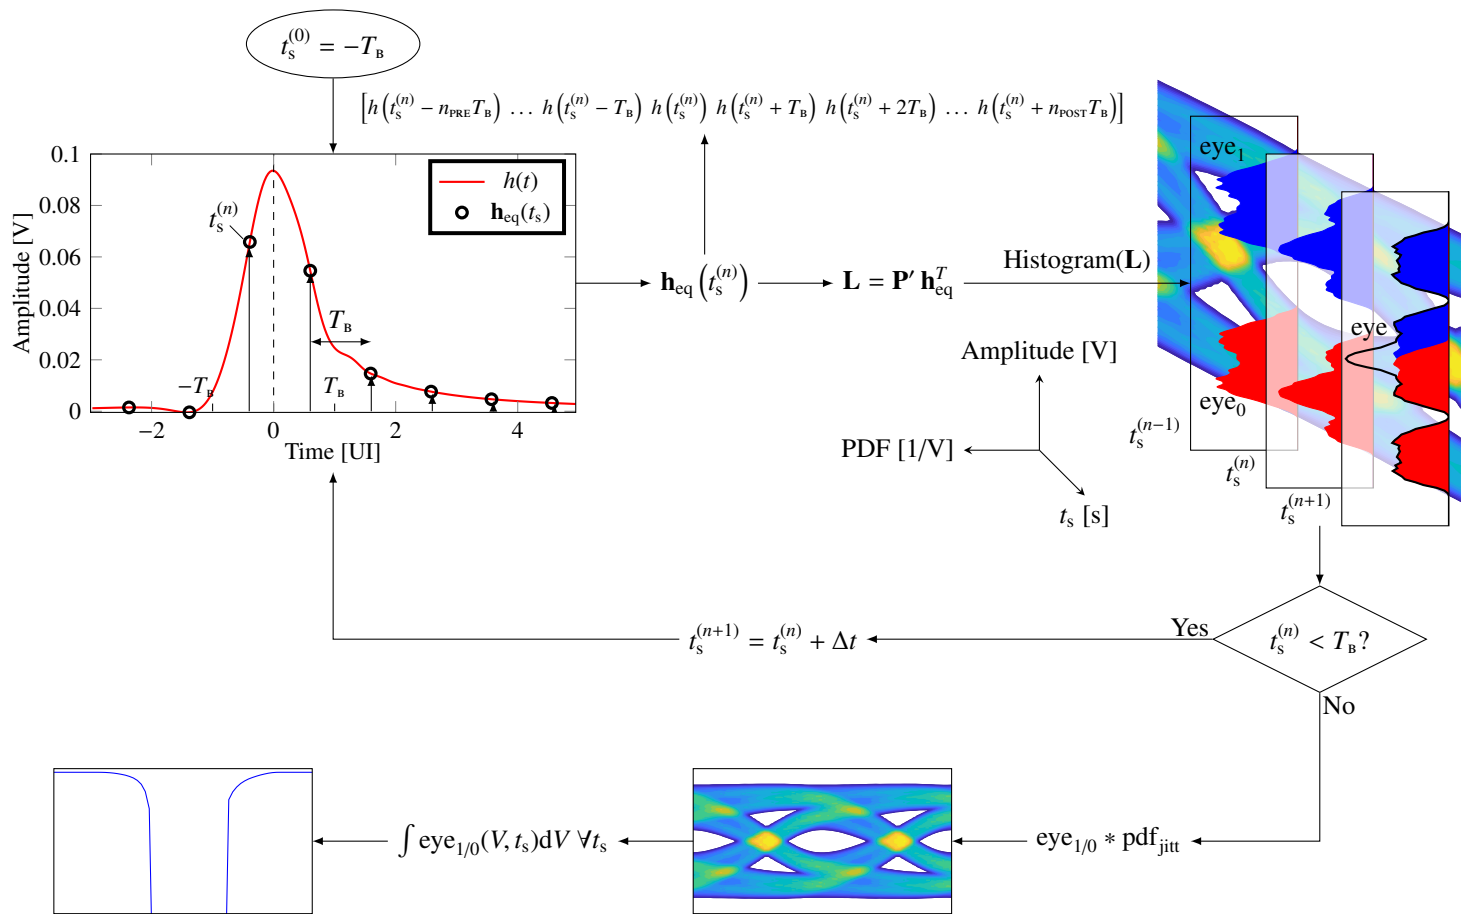 t_s^(0) = −T_B
[h(t_s^(n) − n_PRE T_B) … h(t_s^(n) − T_B) h(t_s^(n)) h(t_s^(n) + T_B) h(t_s^(n) + 2T_B) … h(t_s^(n) + n_POST T_B)]
0.1
0.08
0.06
0.04
0.02
0
Amplitude [V]
h(t)
h_eq(t_s)
t_s^(n)
T_B
−T_B
T_B
−2
0
2
4
Time [UI]
h_eq(t_s^(n))
L = P′ h_eq^T
Histogram(L)
eye_1
eye
eye_0
t_s^(n−1)
t_s^(n)
t_s^(n+1)
Amplitude [V]
PDF [1/V]
t_s [s]
t_s^(n) < T_B?
Yes
No
t_s^(n+1) = t_s^(n) + Δt
eye_1/0 ∗ pdf_jitt
∫ eye_1/0(V, t_s)dV ∀t_s